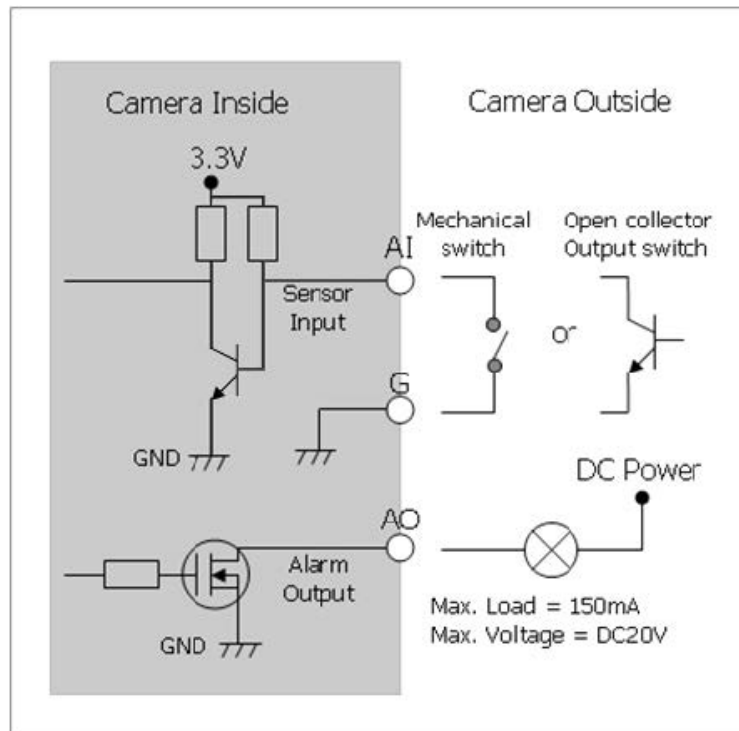 Camera Inside
Camera Outside
3.3V
Mechanical
switch
Open collector
Output switch
AI
Sensor
Input
or
G
GND
DC Power
AO
Alarm
Output
GND
Max. Load = 150mA
Max. Voltage = DC20V